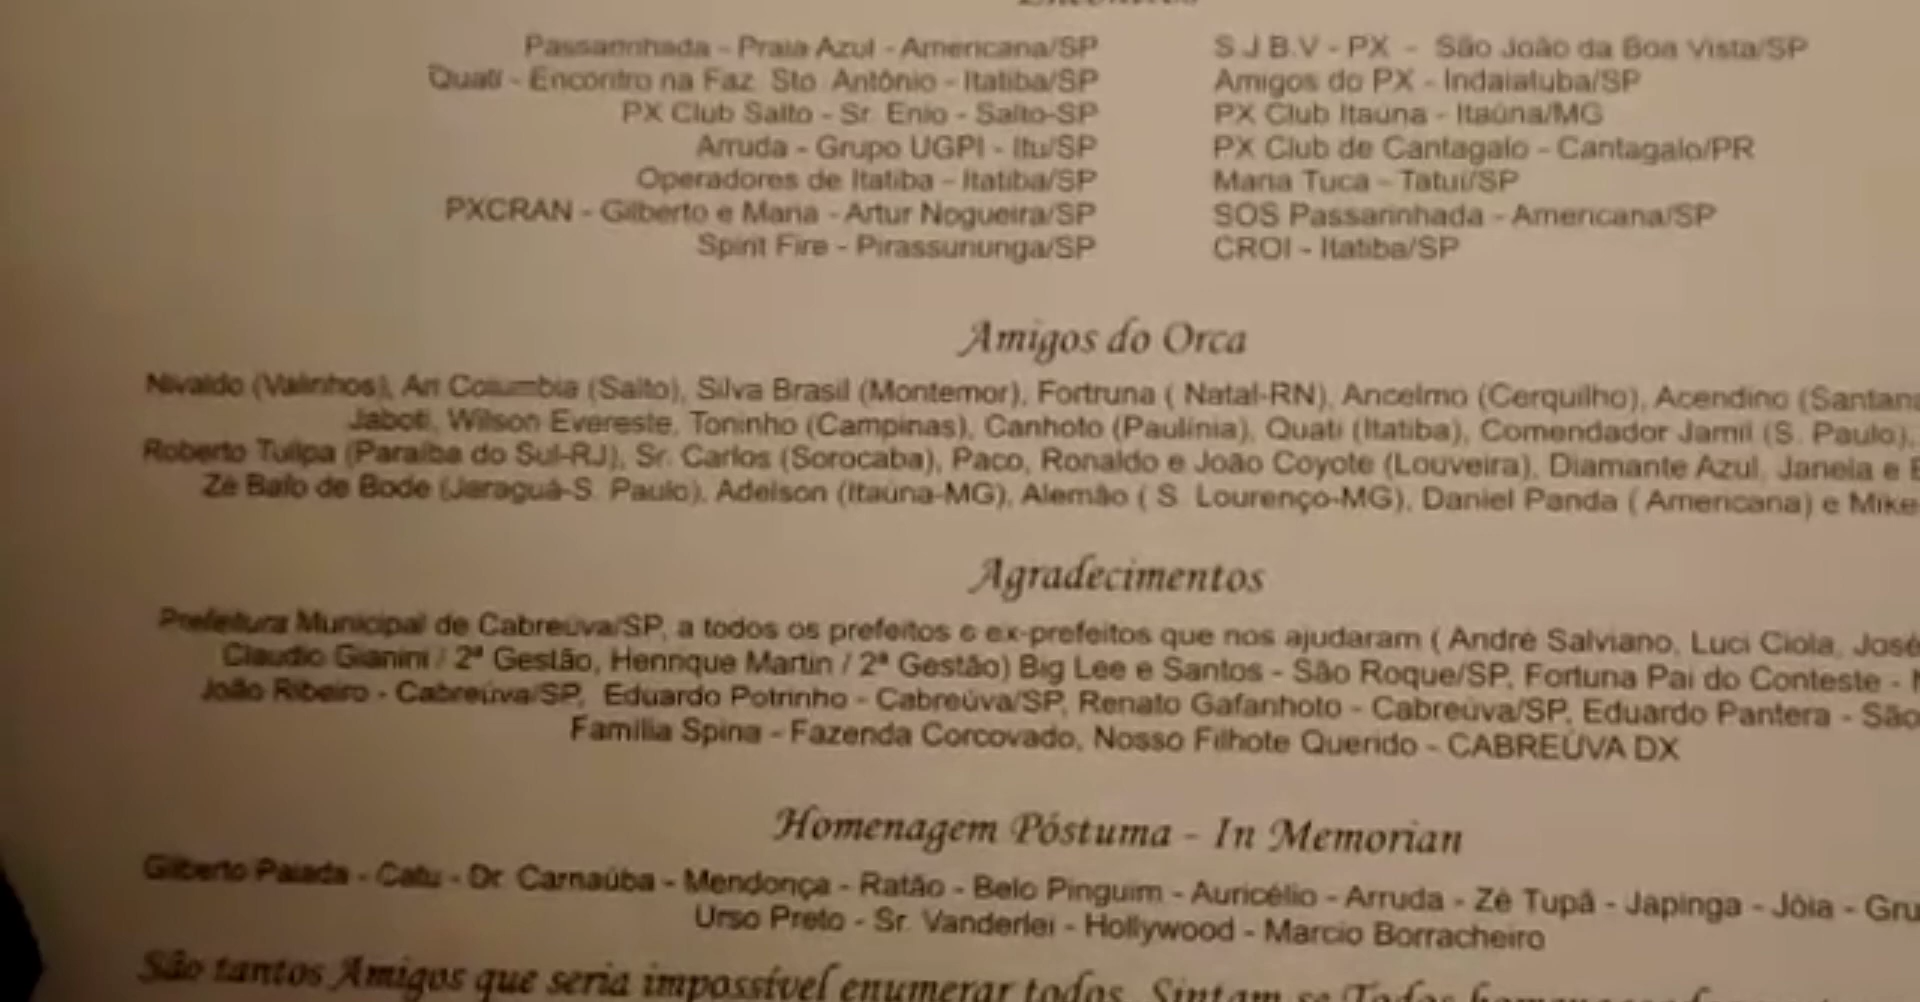 Encontros
Passarinhada - Praia Azul - Americana/SP
Quati - Encontro na Faz. Sto. Antônio - Itatiba/SP
PX Club Salto - Sr. Enio - Salto-SP
Arruda - Grupo UGPI - Itu/SP
Operadores de Itatiba - Itatiba/SP
PXCRAN - Gilberto e Maria - Artur Nogueira/SP
Spirit Fire - Pirassununga/SP
S.J.B.V - PX - São João da Boa Vista/SP
Amigos do PX - Indaiatuba/SP
PX Club Itaúna - Itaúna/MG
PX Club de Cantagalo - Cantagalo/PR
Maria Tuca - Tatuí/SP
SOS Passarinhada - Americana/SP
CROI - Itatiba/SP
Amigos do Orca
Nivaldo (Valinhos), Ari Columbia (Salto), Silva Brasil (Montemor), Fortruna ( Natal-RN), Ancelmo (Cerquilho), Acendino (Santana
Jaboti, Wilson Evereste, Toninho (Campinas), Canhoto (Paulínia), Quati (Itatiba), Comendador Jamil (S. Paulo),
Roberto Tulipa (Paraíba do Sul-RJ), Sr. Carlos (Sorocaba), Paco, Ronaldo e João Coyote (Louveira), Diamante Azul, Janela e
Zé Balo de Bode (Jaraguá-S. Paulo), Adelson (Itaúna-MG), Alemão ( S. Lourenço-MG), Daniel Panda ( Americana) e Mike
Agradecimentos
Prefeitura Municipal de Cabreúva/SP, a todos os prefeitos e ex-prefeitos que nos ajudaram ( André Salviano, Luci Ciola, José
Claudio Gianini / 2ª Gestão, Henrique Martin / 2ª Gestão) Big Lee e Santos - São Roque/SP, Fortuna Pai do Conteste -
João Ribeiro - Cabreúva/SP, Eduardo Potrinho - Cabreúva/SP, Renato Gafanhoto - Cabreúva/SP, Eduardo Pantera - São
Família Spina - Fazenda Corcovado, Nosso Filhote Querido - CABREÚVA DX
Homenagem Póstuma - In Memorian
Gilberto Paiada - Catu - Dr. Carnaúba - Mendonça - Ratão - Belo Pinguim - Auricélio - Arruda - Zé Tupã - Japinga - Jóia - Gru
Urso Preto - Sr. Vanderlei - Hollywood - Marcio Borracheiro
São tantos Amigos que seria impossível enumerar todos. Sintam-se Todos